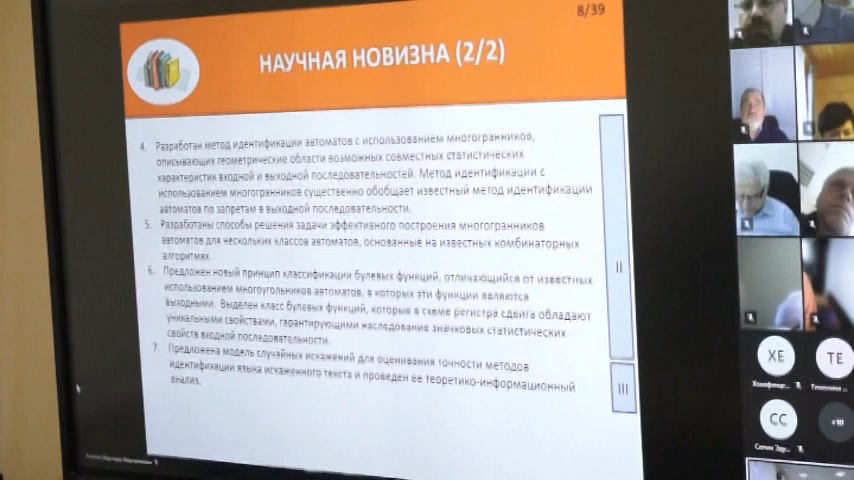 8/39
НАУЧНАЯ НОВИЗНА (2/2)
4. Разработан метод идентификации автоматов с использованием многогранников,
описывающих геометрические области возможных совместных статистических
характеристик входной и выходной последовательностей. Метод идентификации с
использованием многогранников существенно обобщает известный метод идентификации
автоматов по запретам в выходной последовательности.
5. Разработаны способы решения задачи эффективного построения многогранников
автоматов для нескольких классов автоматов, основанные на известных комбинаторных
алгоритмах.
6. Предложен новый принцип классификации булевых функций, отличающийся от известных
использованием многоугольников автоматов, в которых эти функции являются
выходными. Выделен класс булевых функций, которые в схеме регистра сдвига обладают
уникальными свойствами, гарантирующими наследование значковых статистических
свойств входной последовательности.
7. Предложена модель случайных искажений для оценивания точности методов
идентификации языка искаженного текста и проведен ее теоретико-информационный
анализ.
II
III
ХЕ
ТЕ
СС
+10